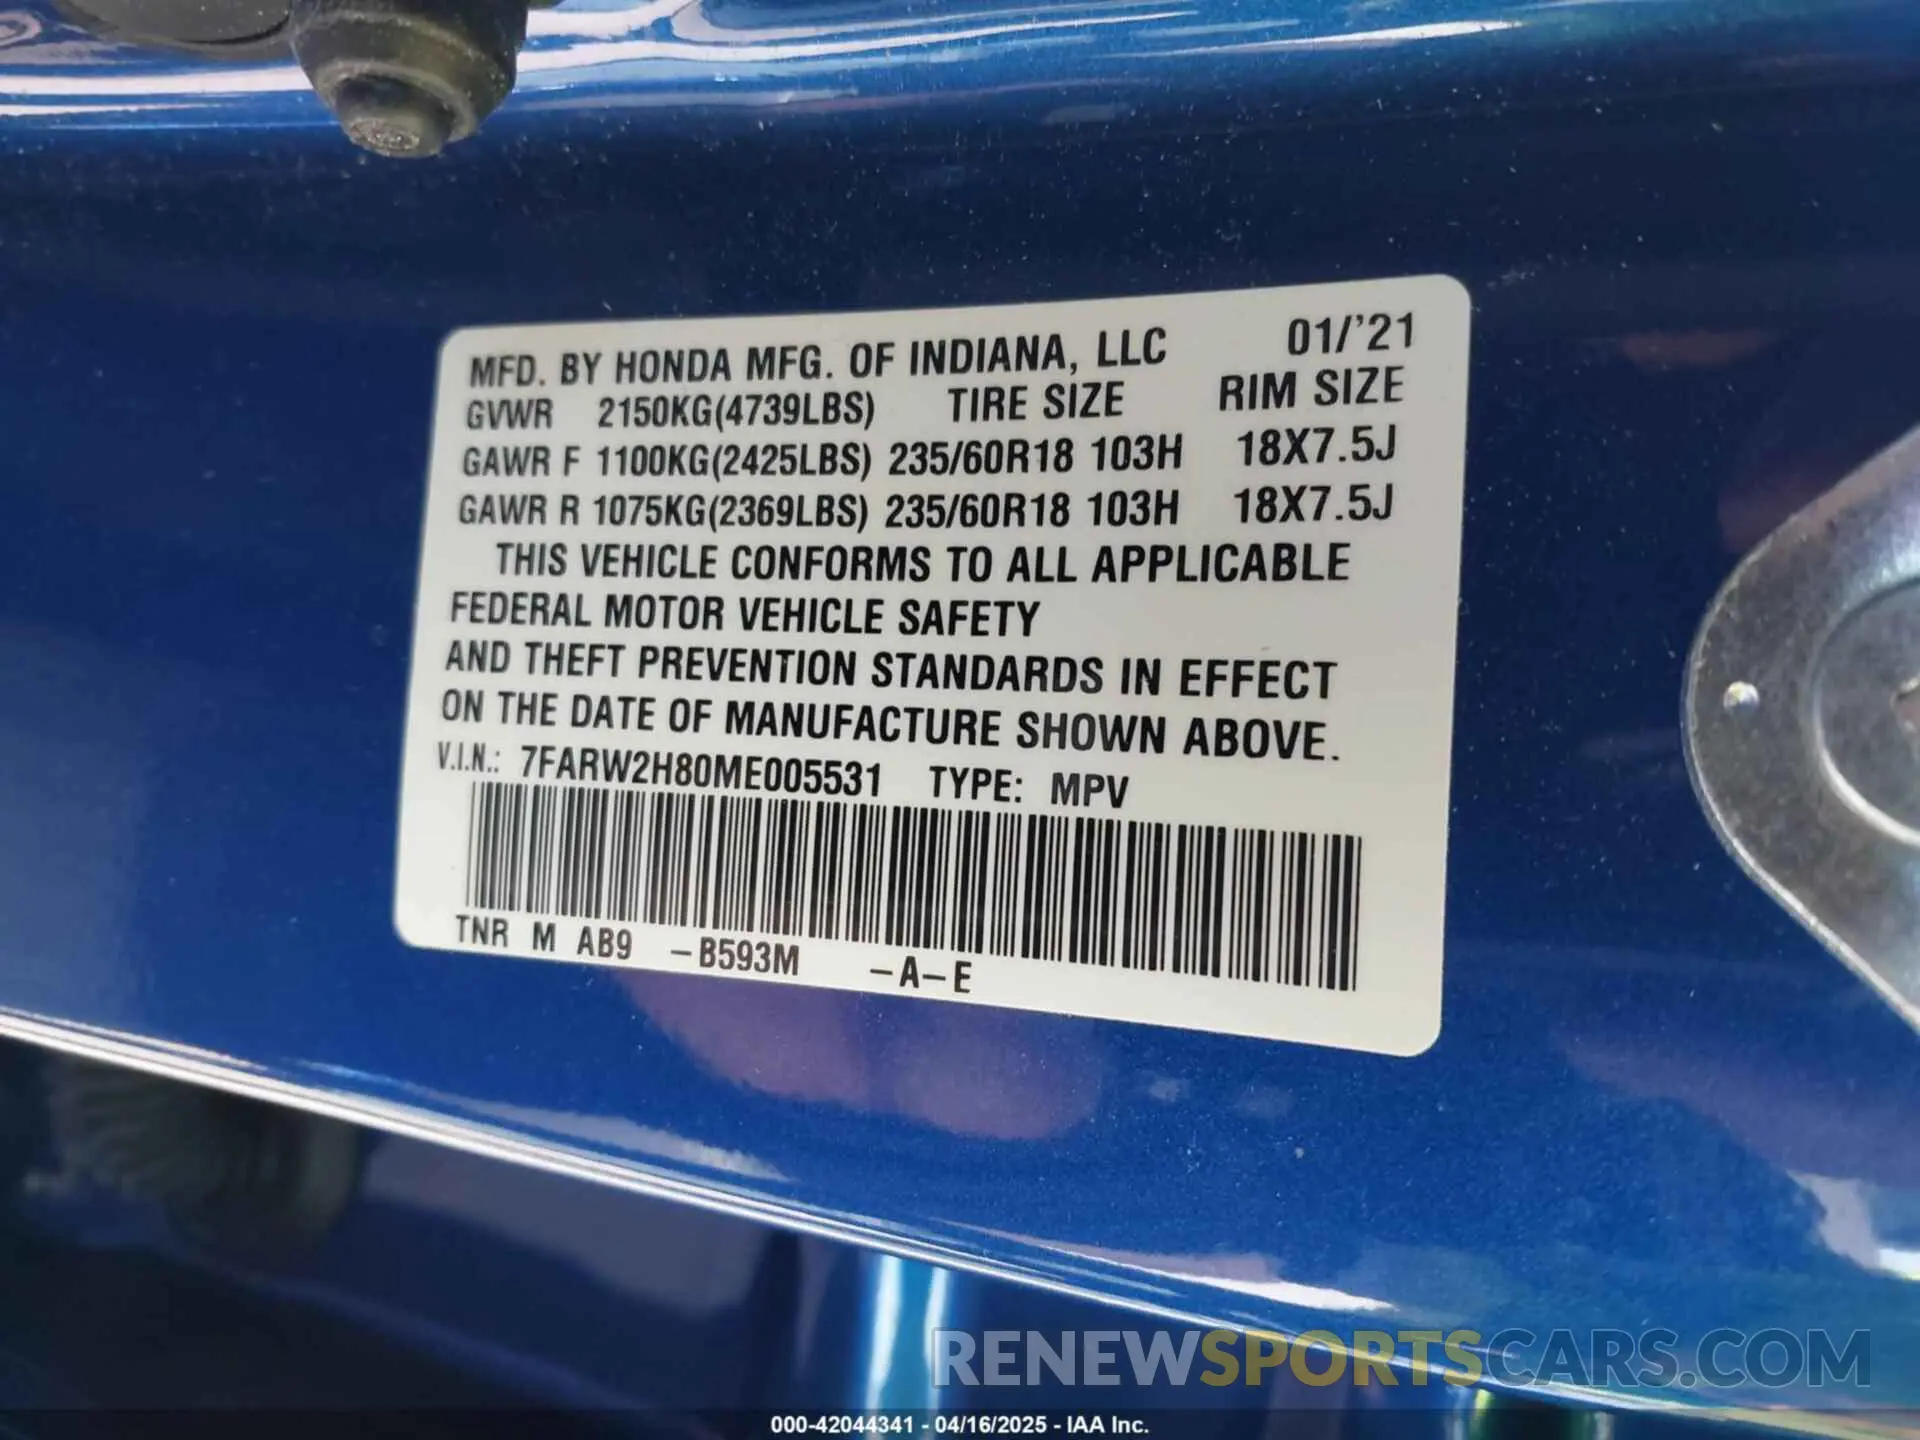 MFD. BY HONDA MFG. OF INDIANA, LLC 01/'21
GVWR 2150KG(4739LBS) TIRE SIZE RIM SIZE
GAWR F 1100KG(2425LBS) 235/60R18 103H 18X7.5J
GAWR R 1075KG(2369LBS) 235/60R18 103H 18X7.5J
THIS VEHICLE CONFORMS TO ALL APPLICABLE
FEDERAL MOTOR VEHICLE SAFETY
AND THEFT PREVENTION STANDARDS IN EFFECT
ON THE DATE OF MANUFACTURE SHOWN ABOVE.
V.I.N.: 7FARW2H80ME005531 TYPE: MPV
TNR M AB9 -B593M -A-E
RENEWSPORTSCARS.COM
000-42044341 - 04/16/2025 - IAA Inc.